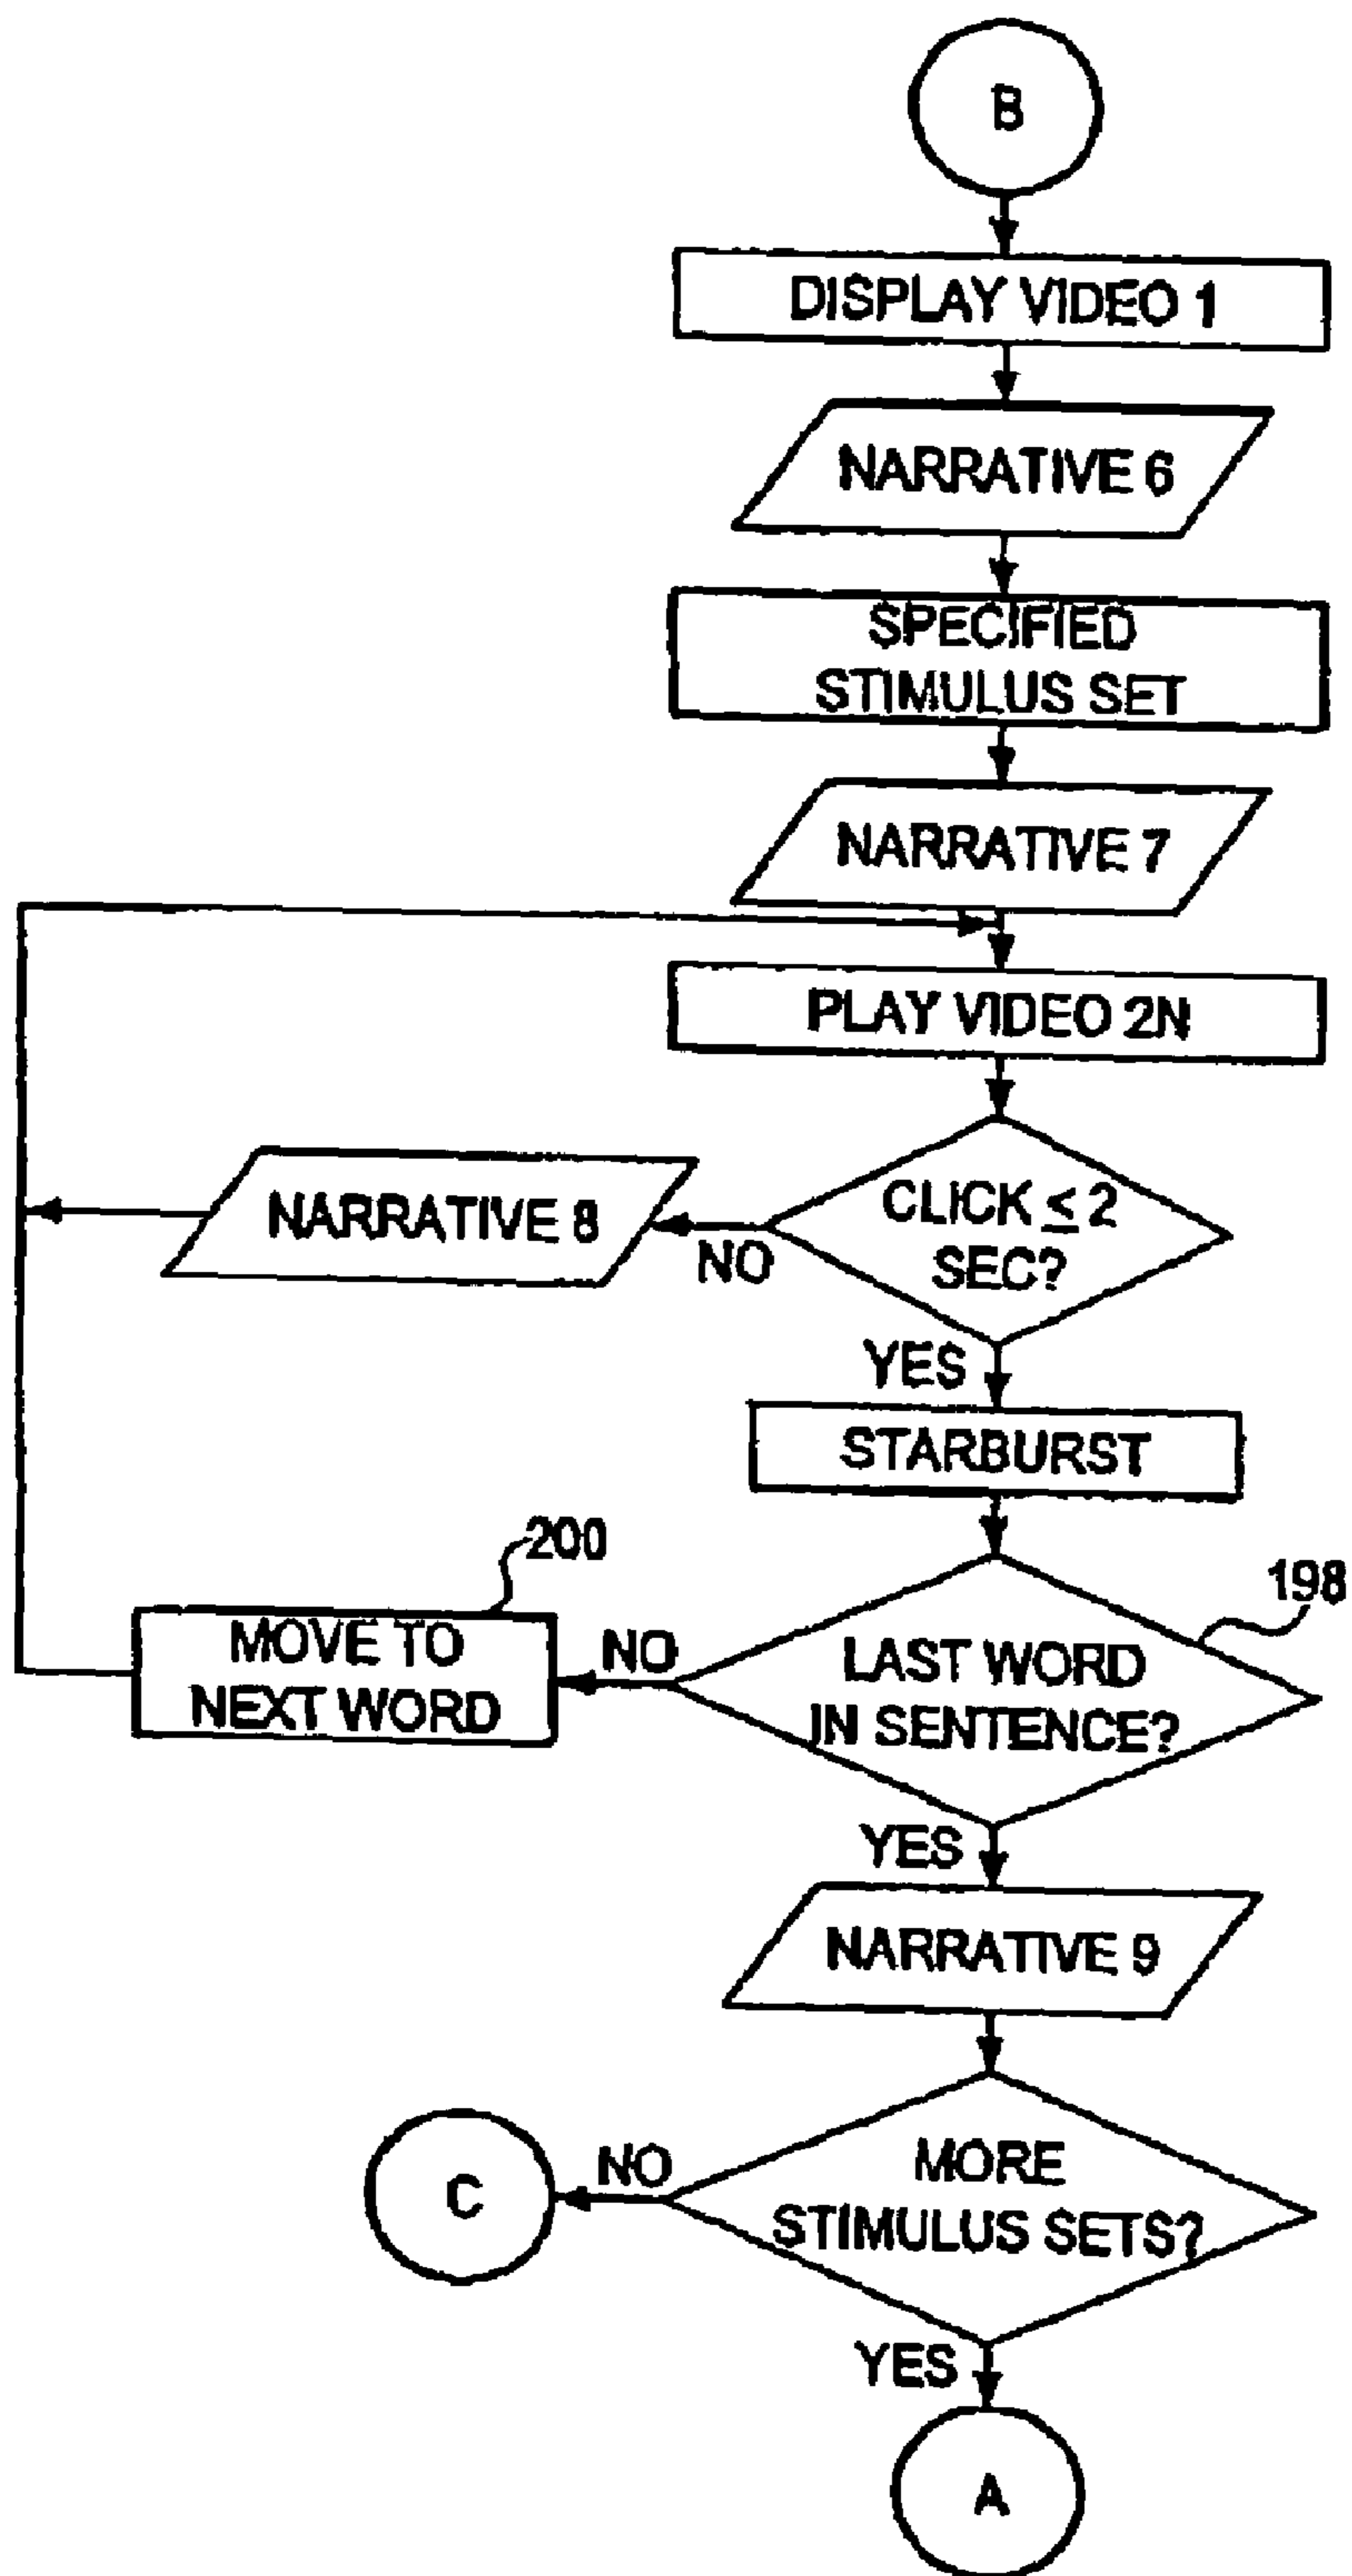 B
DISPLAY VIDEO 1
NARRATIVE 6
SPECIFIED
STIMULUS SET
NARRATIVE 7
PLAY VIDEO 2N
CLICK ≤ 2
SEC?
NO
NARRATIVE 8
YES
STARBURST
200
198
LAST WORD
IN SENTENCE?
NO
MOVE TO
NEXT WORD
YES
NARRATIVE 9
MORE
STIMULUS SETS?
NO
C
YES
A